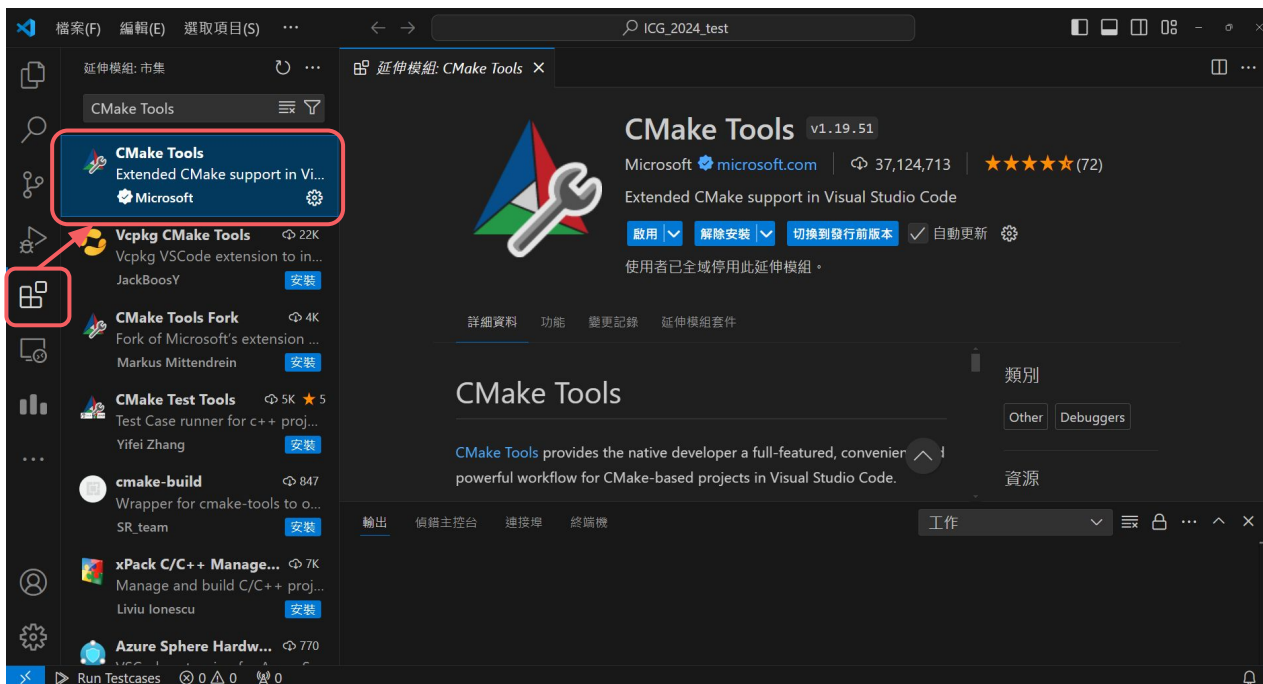 檔案(F) 編輯(E) 選取項目(S) ··· ICG_2024_test
延伸模組: 市集
CMake Tools
CMake Tools
Extended CMake support in Vi...
Microsoft
Vcpkg CMake Tools 22K
Vcpkg VSCode extension to in...
JackBoosY 安裝
CMake Tools Fork 4K
Fork of Microsoft's extension ...
Markus Mittendrein 安裝
CMake Test Tools 5K ★ 5
Test Case runner for c++ proj...
Yifei Zhang 安裝
cmake-build 847
Wrapper for cmake-tools to o...
SR_team 安裝
xPack C/C++ Manage... 7K
Manage and build C/C++ proj...
Liviu Ionescu 安裝
Azure Sphere Hardw... 770
延伸模組: CMake Tools
CMake Tools v1.19.51
Microsoft microsoft.com 37,124,713 (72)
Extended CMake support in Visual Studio Code
啟用 解除安裝 切換到發行前版本 自動更新
使用者已全域停用此延伸模組。
詳細資料 功能 變更記錄 延伸模組套件
CMake Tools
CMake Tools provides the native developer a full-featured,
powerful workflow for CMake-based projects in Visual Studio Code.
類別
Other Debuggers
資源
輸出 偵錯主控台 連接埠 終端機 工作
Run Testcases 0 0 0